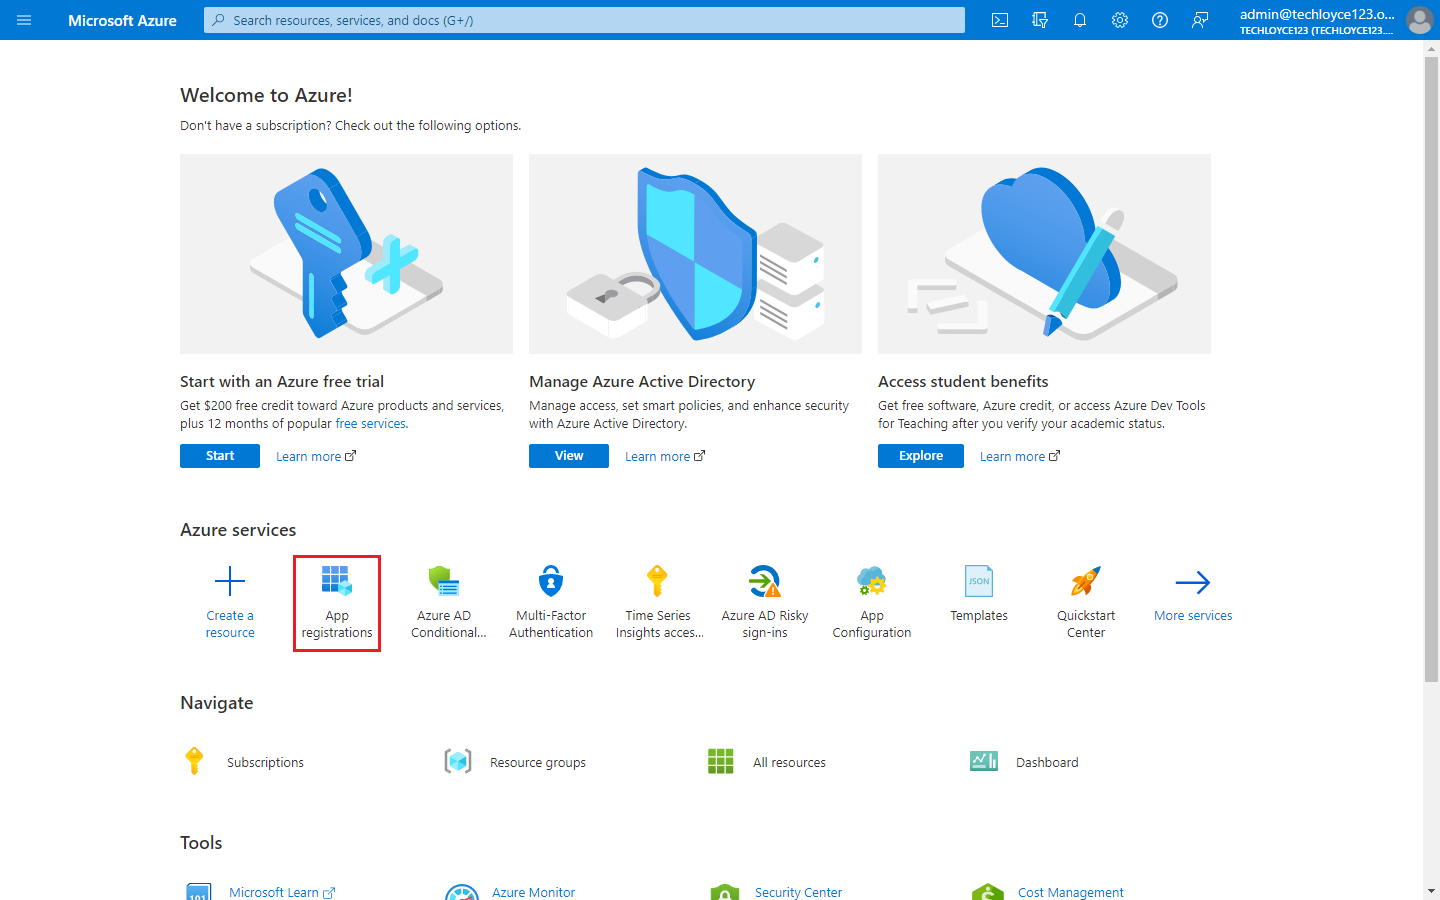 Microsoft Azure
Search resources, services, and docs (G+/)
admin@techloyce123.o...
TECHLOYCE123 (TECHLOYCE123....
Welcome to Azure!
Don't have a subscription? Check out the following options.
Start with an Azure free trial
Get $200 free credit toward Azure products and services,
plus 12 months of popular free services.
Start
Learn more
Manage Azure Active Directory
Manage access, set smart policies, and enhance security
with Azure Active Directory.
View
Learn more
Access student benefits
Get free software, Azure credit, or access Azure Dev Tools
for Teaching after you verify your academic status.
Explore
Learn more
Azure services
Create a
resource
App
registrations
Azure AD
Conditional...
Multi-Factor
Authentication
Time Series
Insights acces...
Azure AD Risky
sign-ins
App
Configuration
JSON
Templates
Quickstart
Center
More services
Navigate
Subscriptions
Resource groups
All resources
Dashboard
Tools
101
Microsoft Learn
Azure Monitor
Security Center
$
Cost Management